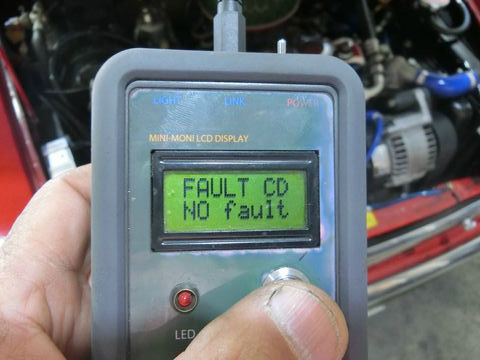 LIGHT LINK POWER
MINI-MONI LCD DISPLAY
FAULT CD
NO fault
LED